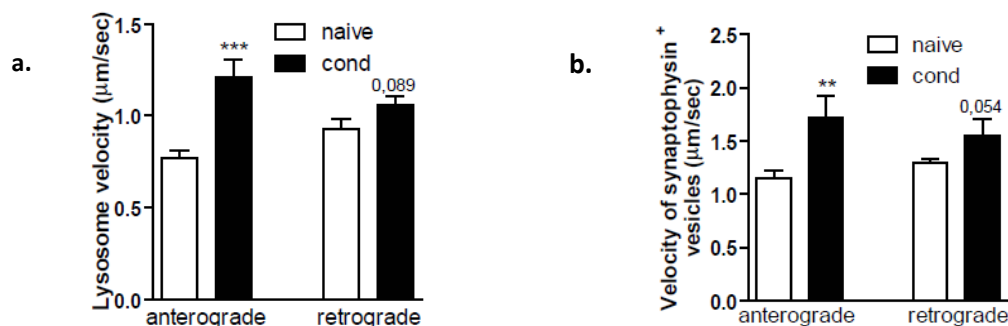 a.
Lysosome velocity (μm/sec)
1.5
1.0
0.5
0.0
naive
cond
***
0,089
anterograde
retrograde
b.
Velocity of synaptophysin +
vesicles (μm/sec)
2.5
2.0
1.5
1.0
0.5
0.0
naive
cond
**
0,054
anterograde
retrograde